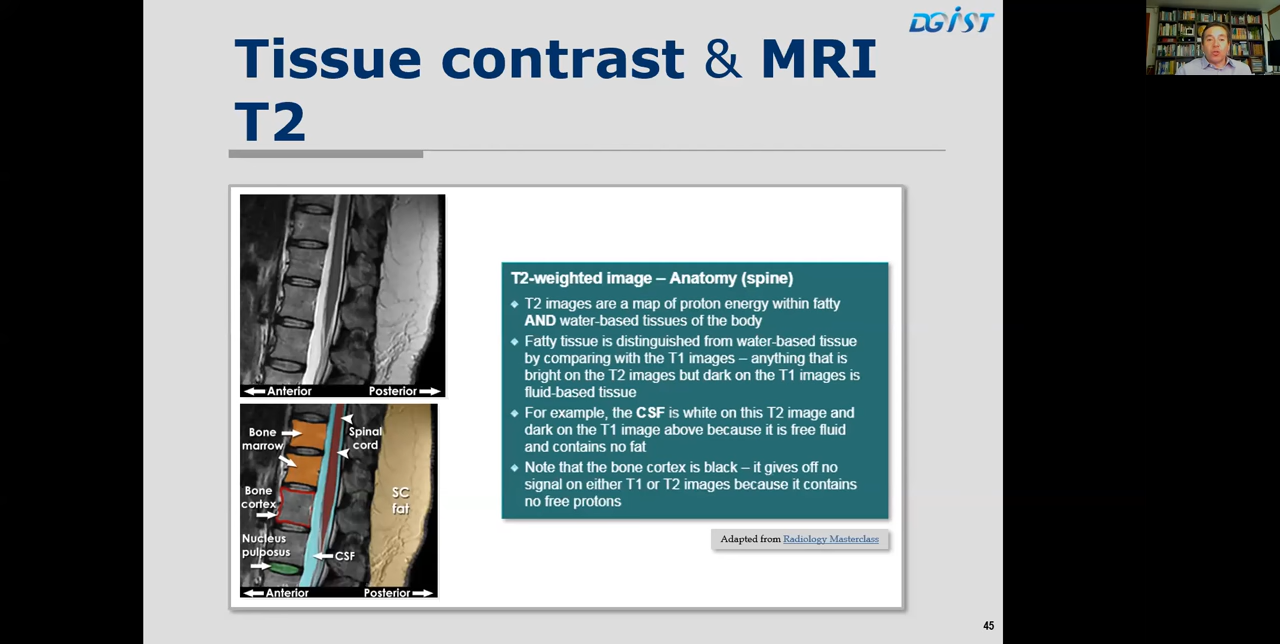 DGIST
Tissue contrast & MRI
T2
Anterior Posterior
T2-weighted image – Anatomy (spine)
T2 images are a map of proton energy within fatty
AND water-based tissues of the body
Fatty tissue is distinguished from water-based tissue
by comparing with the T1 images – anything that is
bright on the T2 images but dark on the T1 images is
fluid-based tissue
For example, the CSF is white on this T2 image and
dark on the T1 image above because it is free fluid
and contains no fat
Note that the bone cortex is black – it gives off no
signal on either T1 or T2 images because it contains
no free protons
Bone
marrow
Spinal
cord
Bone
cortex
SC
fat
Nucleus
pulposus
CSF
Anterior Posterior
Adapted from Radiology Masterclass
45